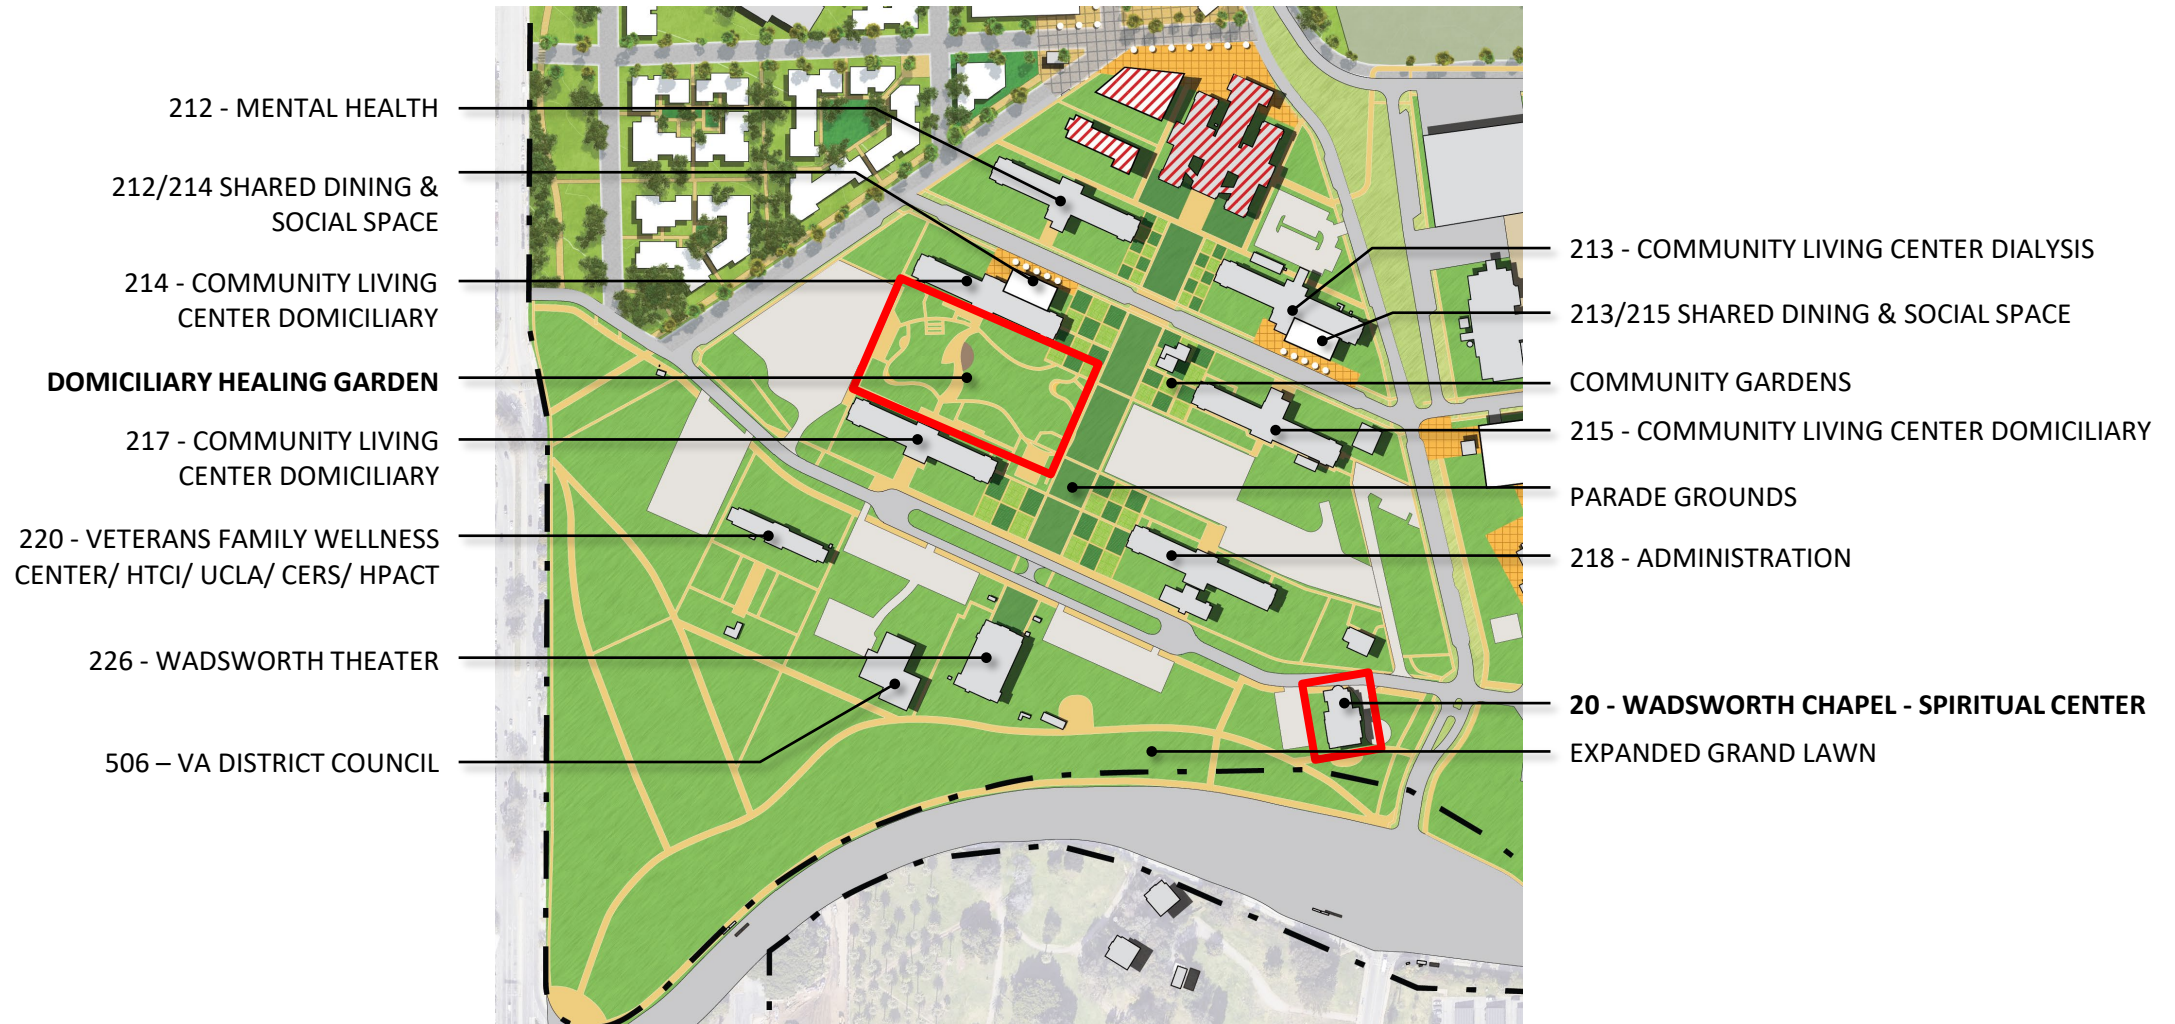 212 - MENTAL HEALTH
212/214 SHARED DINING &
SOCIAL SPACE
214 - COMMUNITY LIVING
CENTER DOMICILIARY
DOMICILIARY HEALING GARDEN
217 - COMMUNITY LIVING
CENTER DOMICILIARY
220 - VETERANS FAMILY WELLNESS
CENTER/ HTCI/ UCLA/ CERS/ HPACT
226 - WADSWORTH THEATER
506 – VA DISTRICT COUNCIL
213 - COMMUNITY LIVING CENTER DIALYSIS
213/215 SHARED DINING & SOCIAL SPACE
COMMUNITY GARDENS
215 - COMMUNITY LIVING CENTER DOMICILIARY
PARADE GROUNDS
218 - ADMINISTRATION
20 - WADSWORTH CHAPEL - SPIRITUAL CENTER
EXPANDED GRAND LAWN